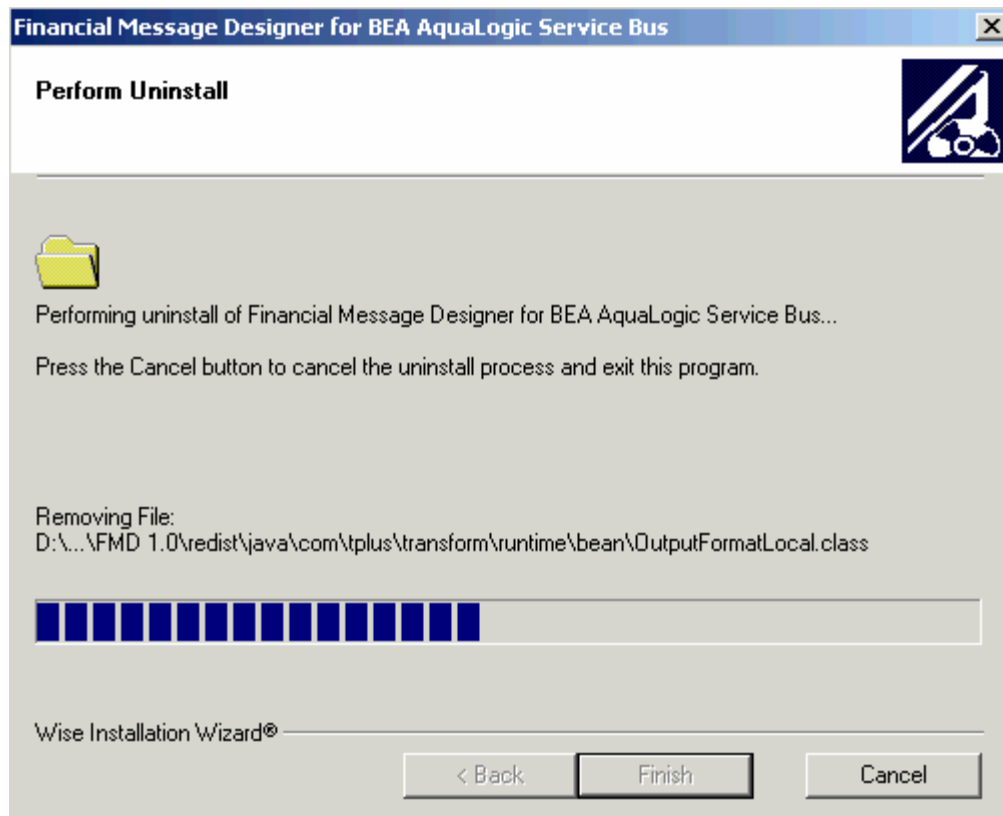 Financial Message Designer for BEA AquaLogic Service Bus
Perform Uninstall
Performing uninstall of Financial Message Designer for BEA AquaLogic Service Bus...
Press the Cancel button to cancel the uninstall process and exit this program.
Removing File:
D:\...\FMD 1.0\redist\java\com\tplus\transform\runtime\bean\OutputFormatLocal.class
Wise Installation Wizard®
< Back Finish Cancel